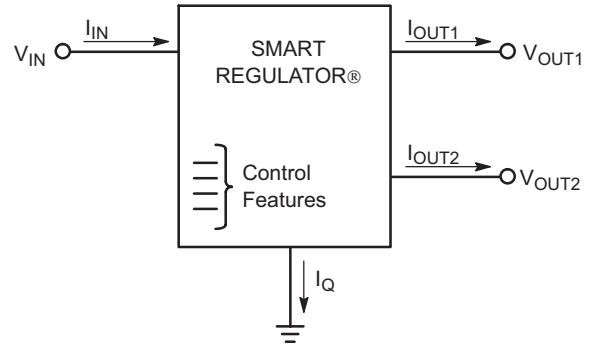 I_IN
V_IN
SMART
REGULATOR®
I_OUT1
V_OUT1
I_OUT2
V_OUT2
Control
Features
I_Q